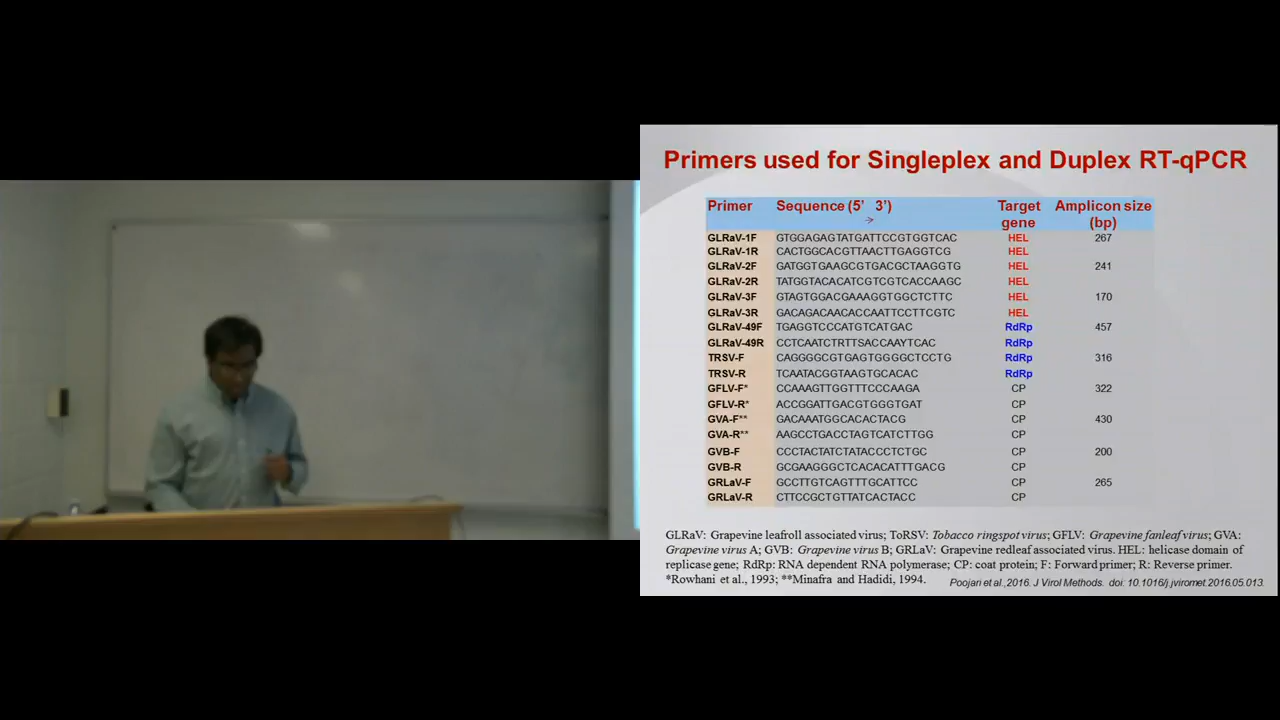 Primers used for Singleplex and Duplex RT-qPCR
Primer Sequence (5’ → 3’) Target gene Amplicon size (bp)
GLRaV-1F GTGGAGAGTATGATTCCGTGGTCAC HEL 267
GLRaV-1R CACTGGCACGTTAACTTGAGGTCG HEL
GLRaV-2F GATGGTGAAGCGTGACGCTAAGGTG HEL 241
GLRaV-2R TATGGTACACATCGTCGTCACCAAGC HEL
GLRaV-3F GTAGTGGACGAAAGGTGGCTCTTC HEL 170
GLRaV-3R GACAGACAACACCAATTCCTTCGTC HEL
GLRaV-49F TGAGGTCCCATGTCATGAC RdRp 457
GLRaV-49R CCTCAATCTRTTSACCAAYTCAC RdRp
TRSV-F CAGGGGCGTGAGTGGGGCTCCTG RdRp 316
TRSV-R TCAATACGGTAAGTGCACAC RdRp
GFLV-F* CCAAAGTTGGTTTCCCAAGA CP 322
GFLV-R* ACCGGATTGACGTGGGTGAT CP
GVA-F** GACAAATGGCACACTACG CP 430
GVA-R** AAGCCTGACCTAGTCATCTTGG CP
GVB-F CCCTACTATCTATACCCTCTGC CP 200
GVB-R GCGAAGGGCTCACACATTTGACG CP
GRLaV-F GCCTTGTCAGTTTGCATTCC CP 265
GRLaV-R CTTCCGCTGTTATCACTACC CP
GLRaV: Grapevine leafroll associated virus; ToRSV: Tobacco ringspot virus; GFLV: Grapevine fanleaf virus; GVA:
Grapevine virus A; GVB: Grapevine virus B; GRLaV: Grapevine redleaf associated virus. HEL: helicase domain of
replicase gene; RdRp: RNA dependent RNA polymerase; CP: coat protein; F: Forward primer; R: Reverse primer.
*Rowhani et al., 1993; **Minafra and Hadidi, 1994.
Poojari et al.,2016. J Virol Methods. doi: 10.1016/j.jviromet.2016.05.013.